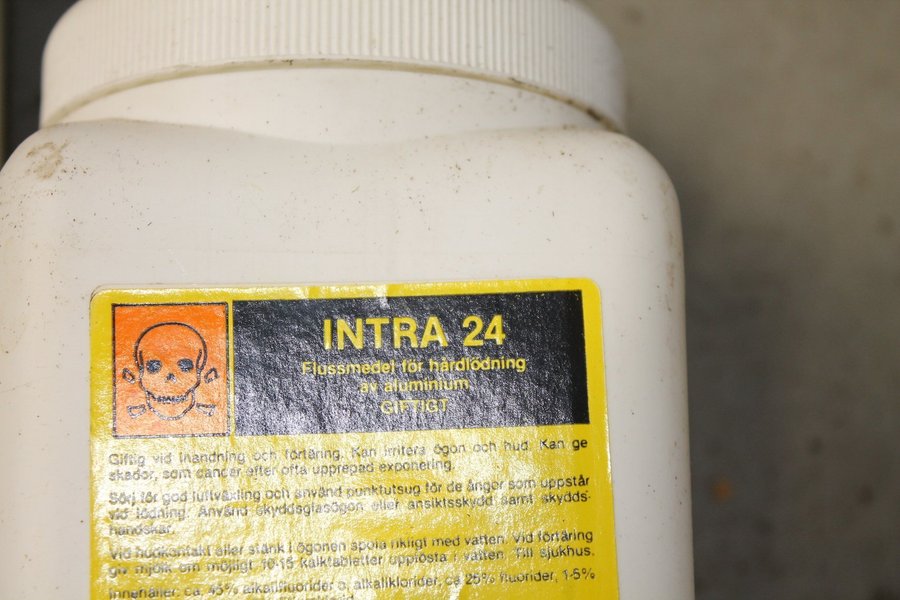 INTRA 24
Flussmedel för hårdlödning
av aluminium
GIFTIGT
Giftig vid inandning och förtäring. Kan irritera ögon och hud. Kan ge
skador, som cancer efter ofta upprepad exponering.
Sörj för god luftväxling och använd punktutsug för de ångor som uppstår
vid lödning. Använd skyddsglasögon eller ansiktsskydd samt skydds-
handskar.
Vid hudkontakt eller stänk i ögonen spola rikligt med vatten. Vid förtäring
giv mjölk om möjligt 10-15 kalktabletter upplösta i vatten. Till sjukhus.
Innehåller: ca. 45% alkalifluorider o. alkaliklorider, ca 25% fluorider, 1-5%